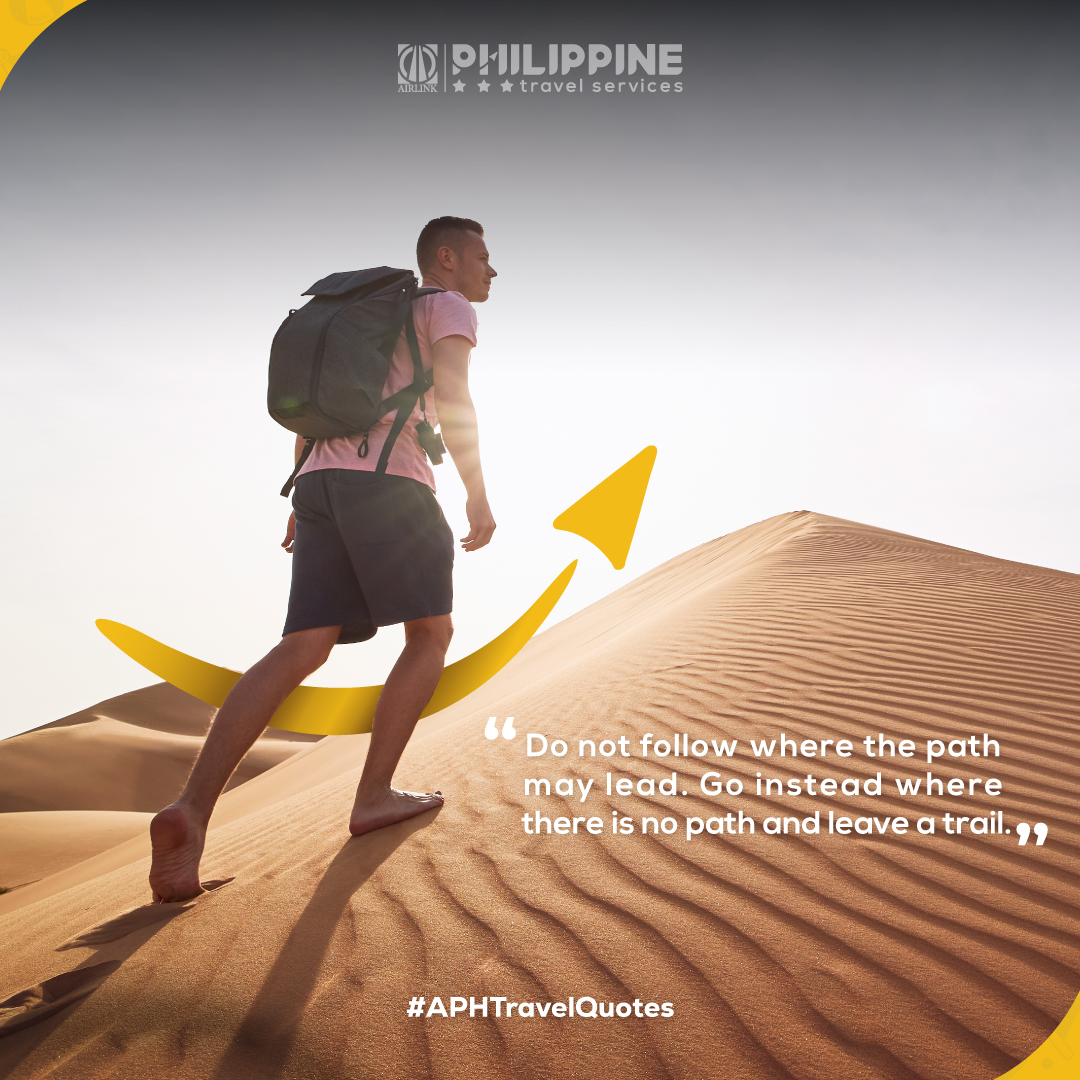 AIRLINK
PHILIPPINE
travel services
“Do not follow where the path
may lead. Go instead where
there is no path and leave a trail.”
#APHTravelQuotes